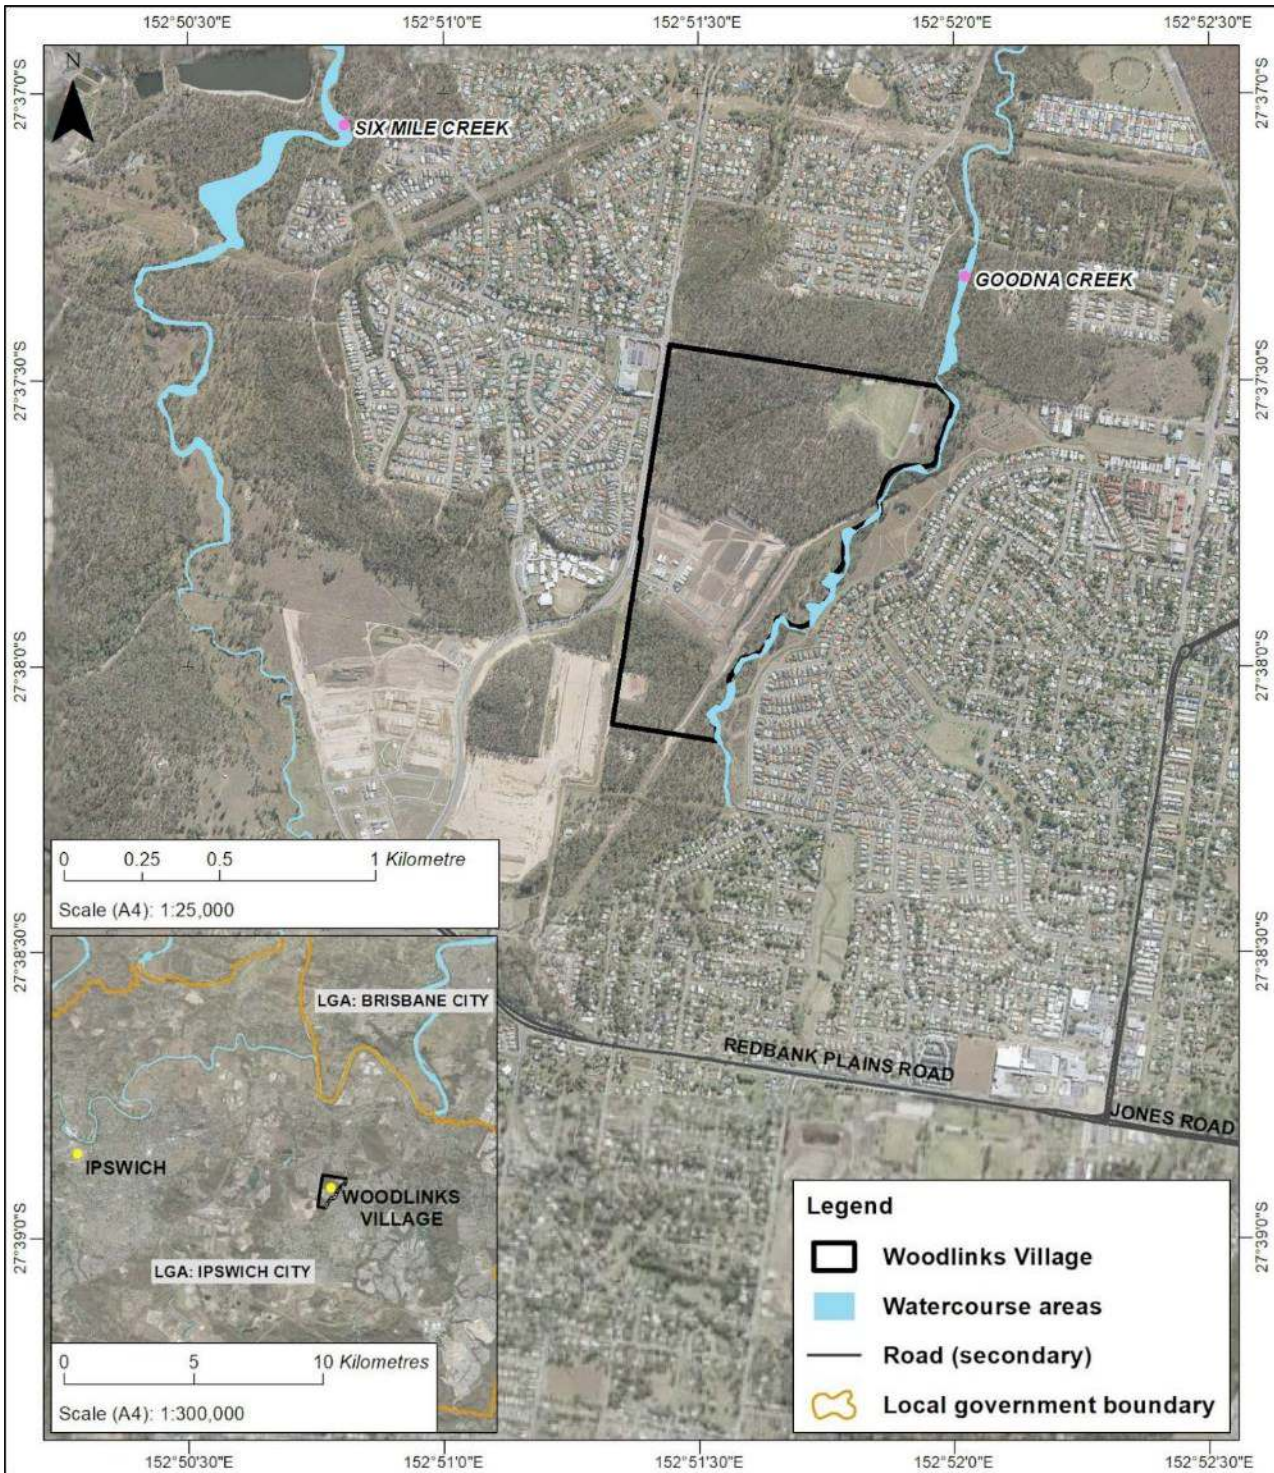 152°50'30"E 152°51'0"E 152°51'30"E 152°52'0"E 152°52'30"E
27°37'0"S
27°37'0"S
N
SIX MILE CREEK
GOODNA CREEK
27°37'30"S
27°37'30"S
27°38'0"S
27°38'0"S
0 0.25 0.5 1 Kilometre
Scale (A4): 1:25,000
27°38'30"S
27°38'30"S
LGA: BRISBANE CITY
REDBANK PLAINS ROAD
JONES ROAD
IPSWICH
WOODLINKS
VILLAGE
LGA: IPSWICH CITY
27°39'0"S
27°39'0"S
0 5 10 Kilometres
Scale (A4): 1:300,000
Legend
Woodlinks Village
Watercourse areas
Road (secondary)
Local government boundary
152°50'30"E 152°51'0"E 152°51'30"E 152°52'0"E 152°52'30"E